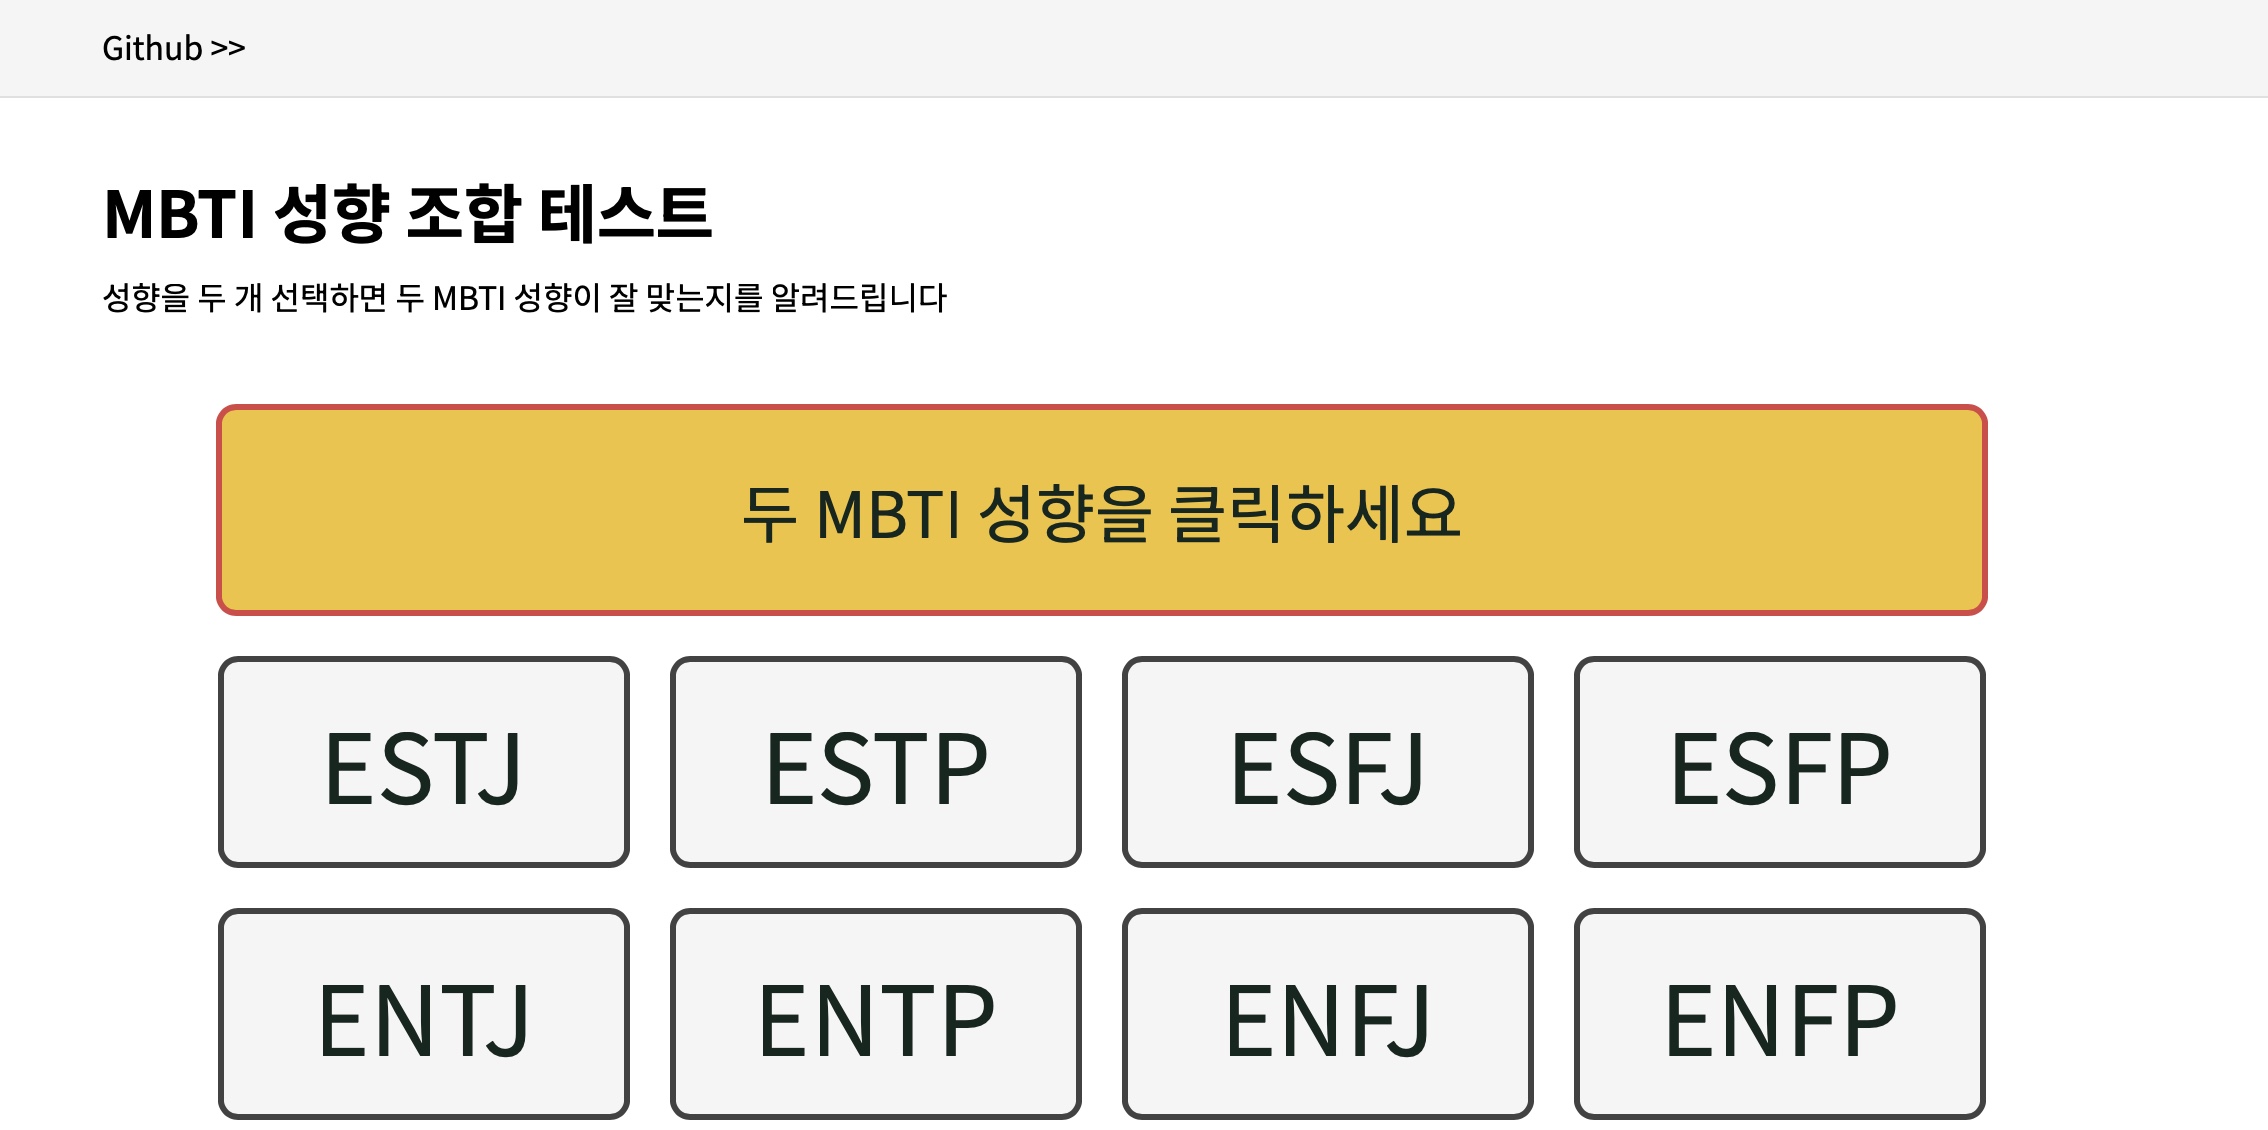 Github >>
MBTI 성향 조합 테스트
성향을 두 개 선택하면 두 MBTI 성향이 잘 맞는지를 알려드립니다
두 MBTI 성향을 클릭하세요
ESTJ ESTP ESFJ ESFP
ENTJ ENTP ENFJ ENFP